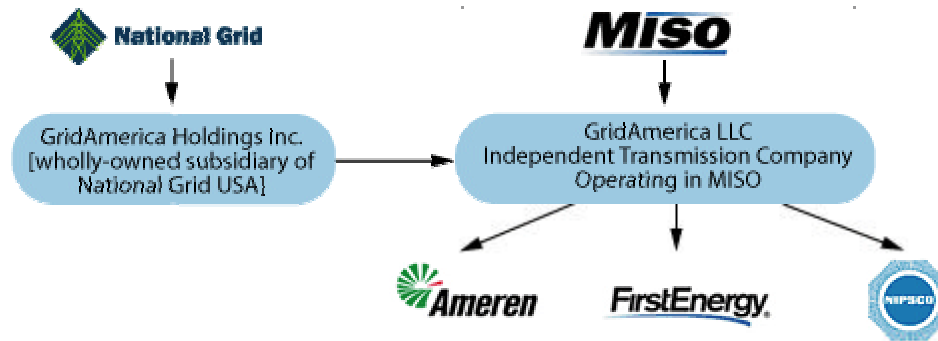 National Grid
Miso
GridAmerica Holdings Inc.
[wholly-owned subsidiary of
National Grid USA]
GridAmerica LLC
Independent Transmission Company
Operating in MISO
Ameren
FirstEnergy®
NIPSCO